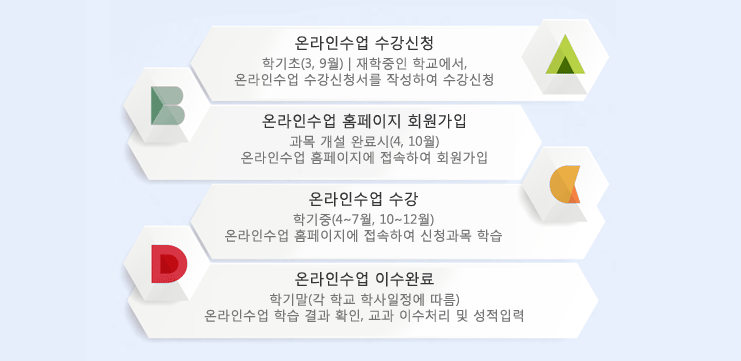 온라인수업 수강신청
학기초(3, 9월) | 재학중인 학교에서,
온라인수업 수강신청서를 작성하여 수강신청
A
B
온라인수업 홈페이지 회원가입
과목 개설 완료시(4, 10월)
온라인수업 홈페이지에 접속하여 회원가입
C
온라인수업 수강
학기중(4~7월, 10~12월)
온라인수업 홈페이지에 접속하여 신청과목 학습
D
온라인수업 이수완료
학기말(각 학교 학사일정에 따름)
온라인수업 학습 결과 확인, 교과 이수처리 및 성적입력